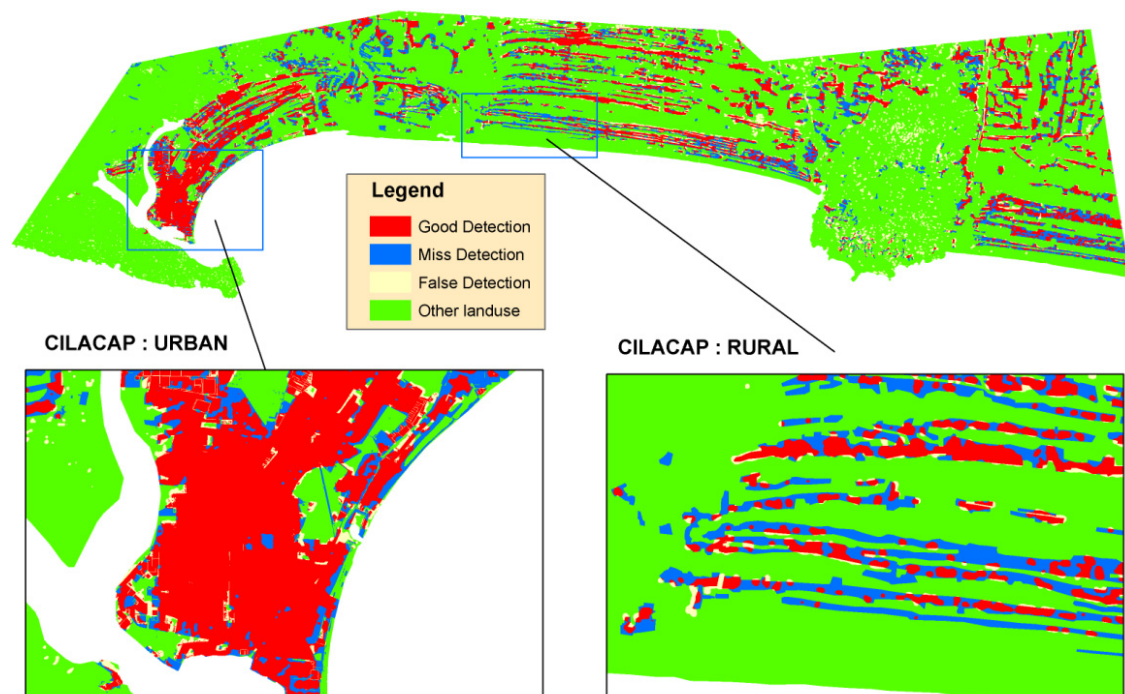 Legend
Good Detection
Miss Detection
False Detection
Other landuse
CILACAP : URBAN
CILACAP : RURAL